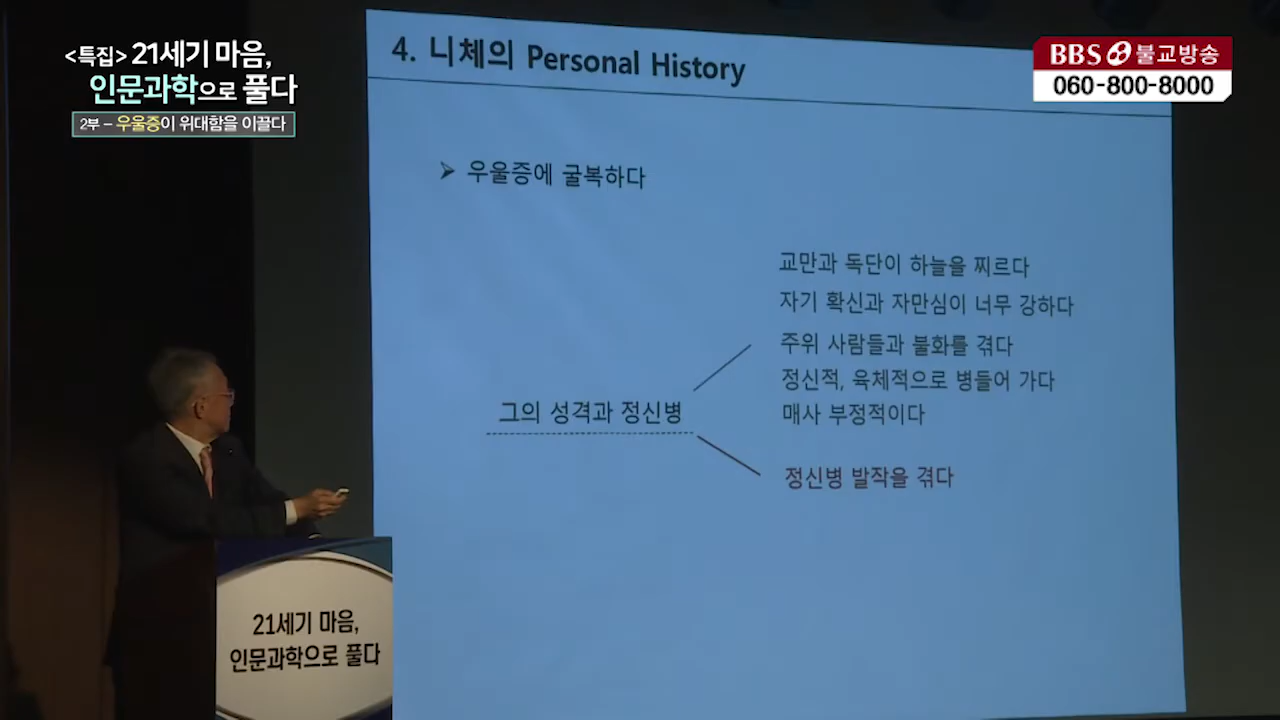 <특집> 21세기 마음,
인문과학으로 풀다
2부 - 우울증이 위대함을 이끌다
BBS 불교방송
060-800-8000
4. 니체의 Personal History
➤ 우울증에 굴복하다
교만과 독단이 하늘을 찌르다
자기 확신과 자만심이 너무 강하다
주위 사람들과 불화를 겪다
정신적, 육체적으로 병들어 가다
매사 부정적이다
그의 성격과 정신병
정신병 발작을 겪다
21세기 마음,
인문과학으로 풀다